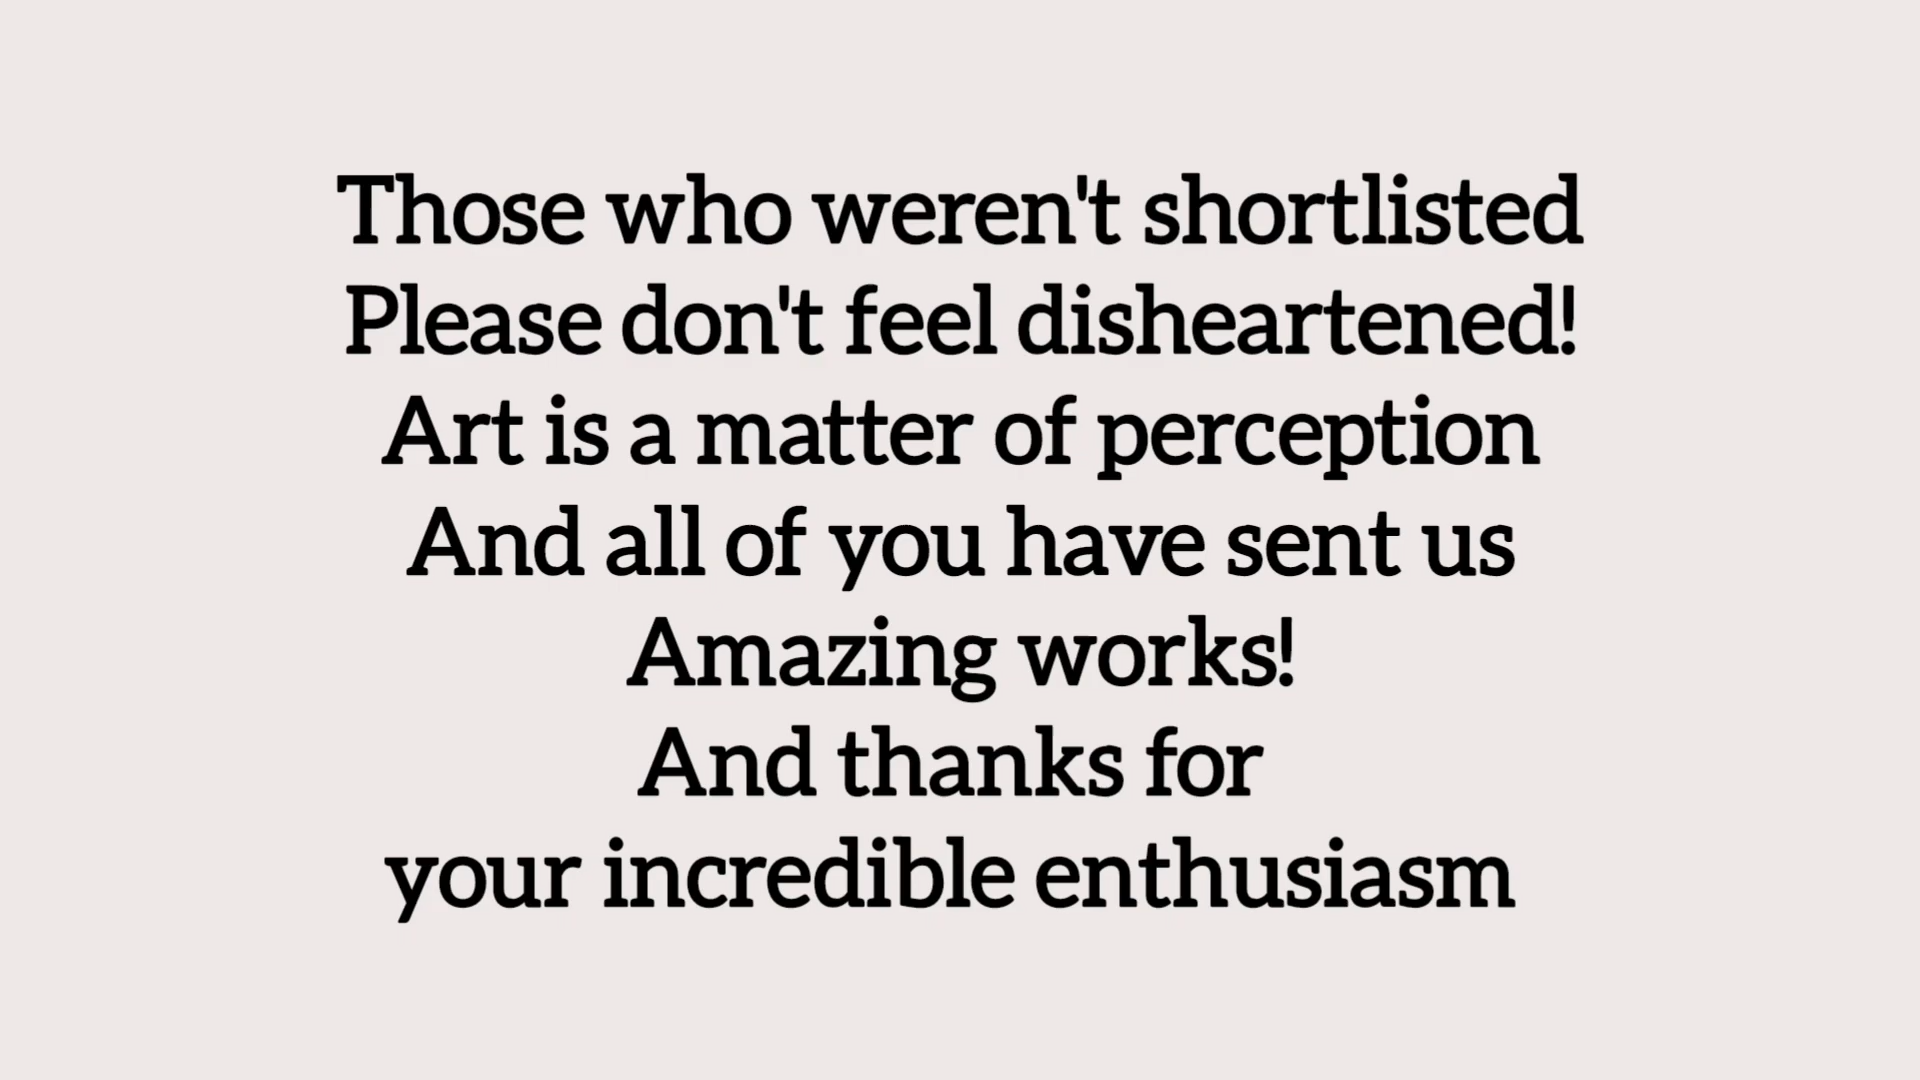 Those who weren't shortlisted
Please don't feel disheartened!
Art is a matter of perception
And all of you have sent us
Amazing works!
And thanks for
your incredible enthusiasm